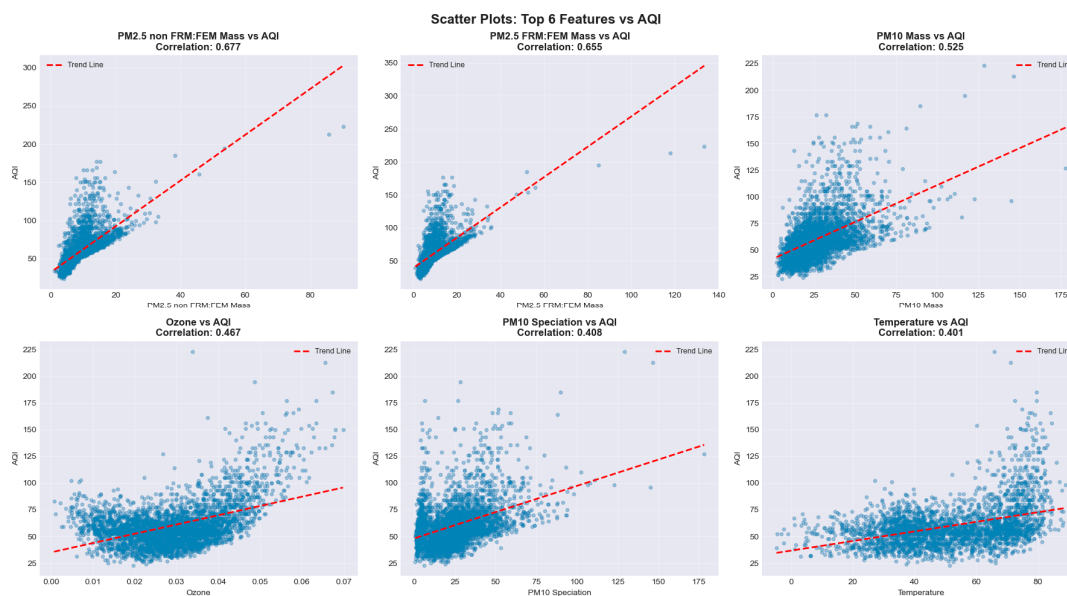 Scatter Plots: Top 6 Features vs AQI
PM2.5 non FRM:FEM Mass vs AQI
Correlation: 0.677
Trend Line
300
250
200
150
100
50
AQI
0
20
40
60
80
PM2.5 non FRM:FEM Mass
PM2.5 FRM:FEM Mass vs AQI
Correlation: 0.655
Trend Line
350
300
250
200
150
100
50
AQI
0
20
40
60
80
100
120
140
PM2.5 FRM:FEM Mass
PM10 Mass vs AQI
Correlation: 0.525
Trend Line
225
200
175
150
125
100
75
50
25
AQI
0
25
50
75
100
125
150
175
PM10 Mass
Ozone vs AQI
Correlation: 0.467
Trend Line
225
200
175
150
125
100
75
50
25
AQI
0.00
0.01
0.02
0.03
0.04
0.05
0.06
0.07
Ozone
PM10 Speciation vs AQI
Correlation: 0.408
Trend Line
225
200
175
150
125
100
75
50
25
AQI
0
25
50
75
100
125
150
175
PM10 Speciation
Temperature vs AQI
Correlation: 0.401
Trend Line
225
200
175
150
125
100
75
50
25
AQI
0
20
40
60
80
Temperature